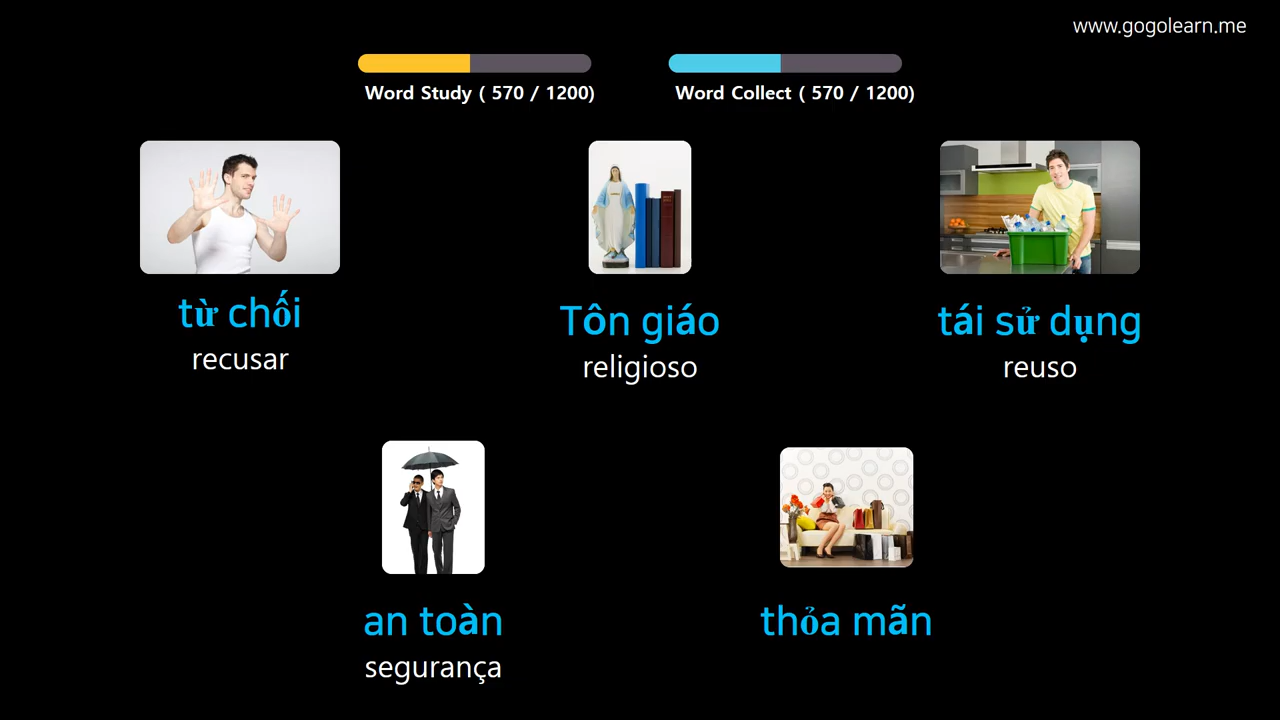 www.gogolearn.me
Word Study ( 570 / 1200)
Word Collect ( 570 / 1200)
từ chối
recusar
Tôn giáo
religioso
tái sử dụng
reuso
an toàn
segurança
thỏa mãn